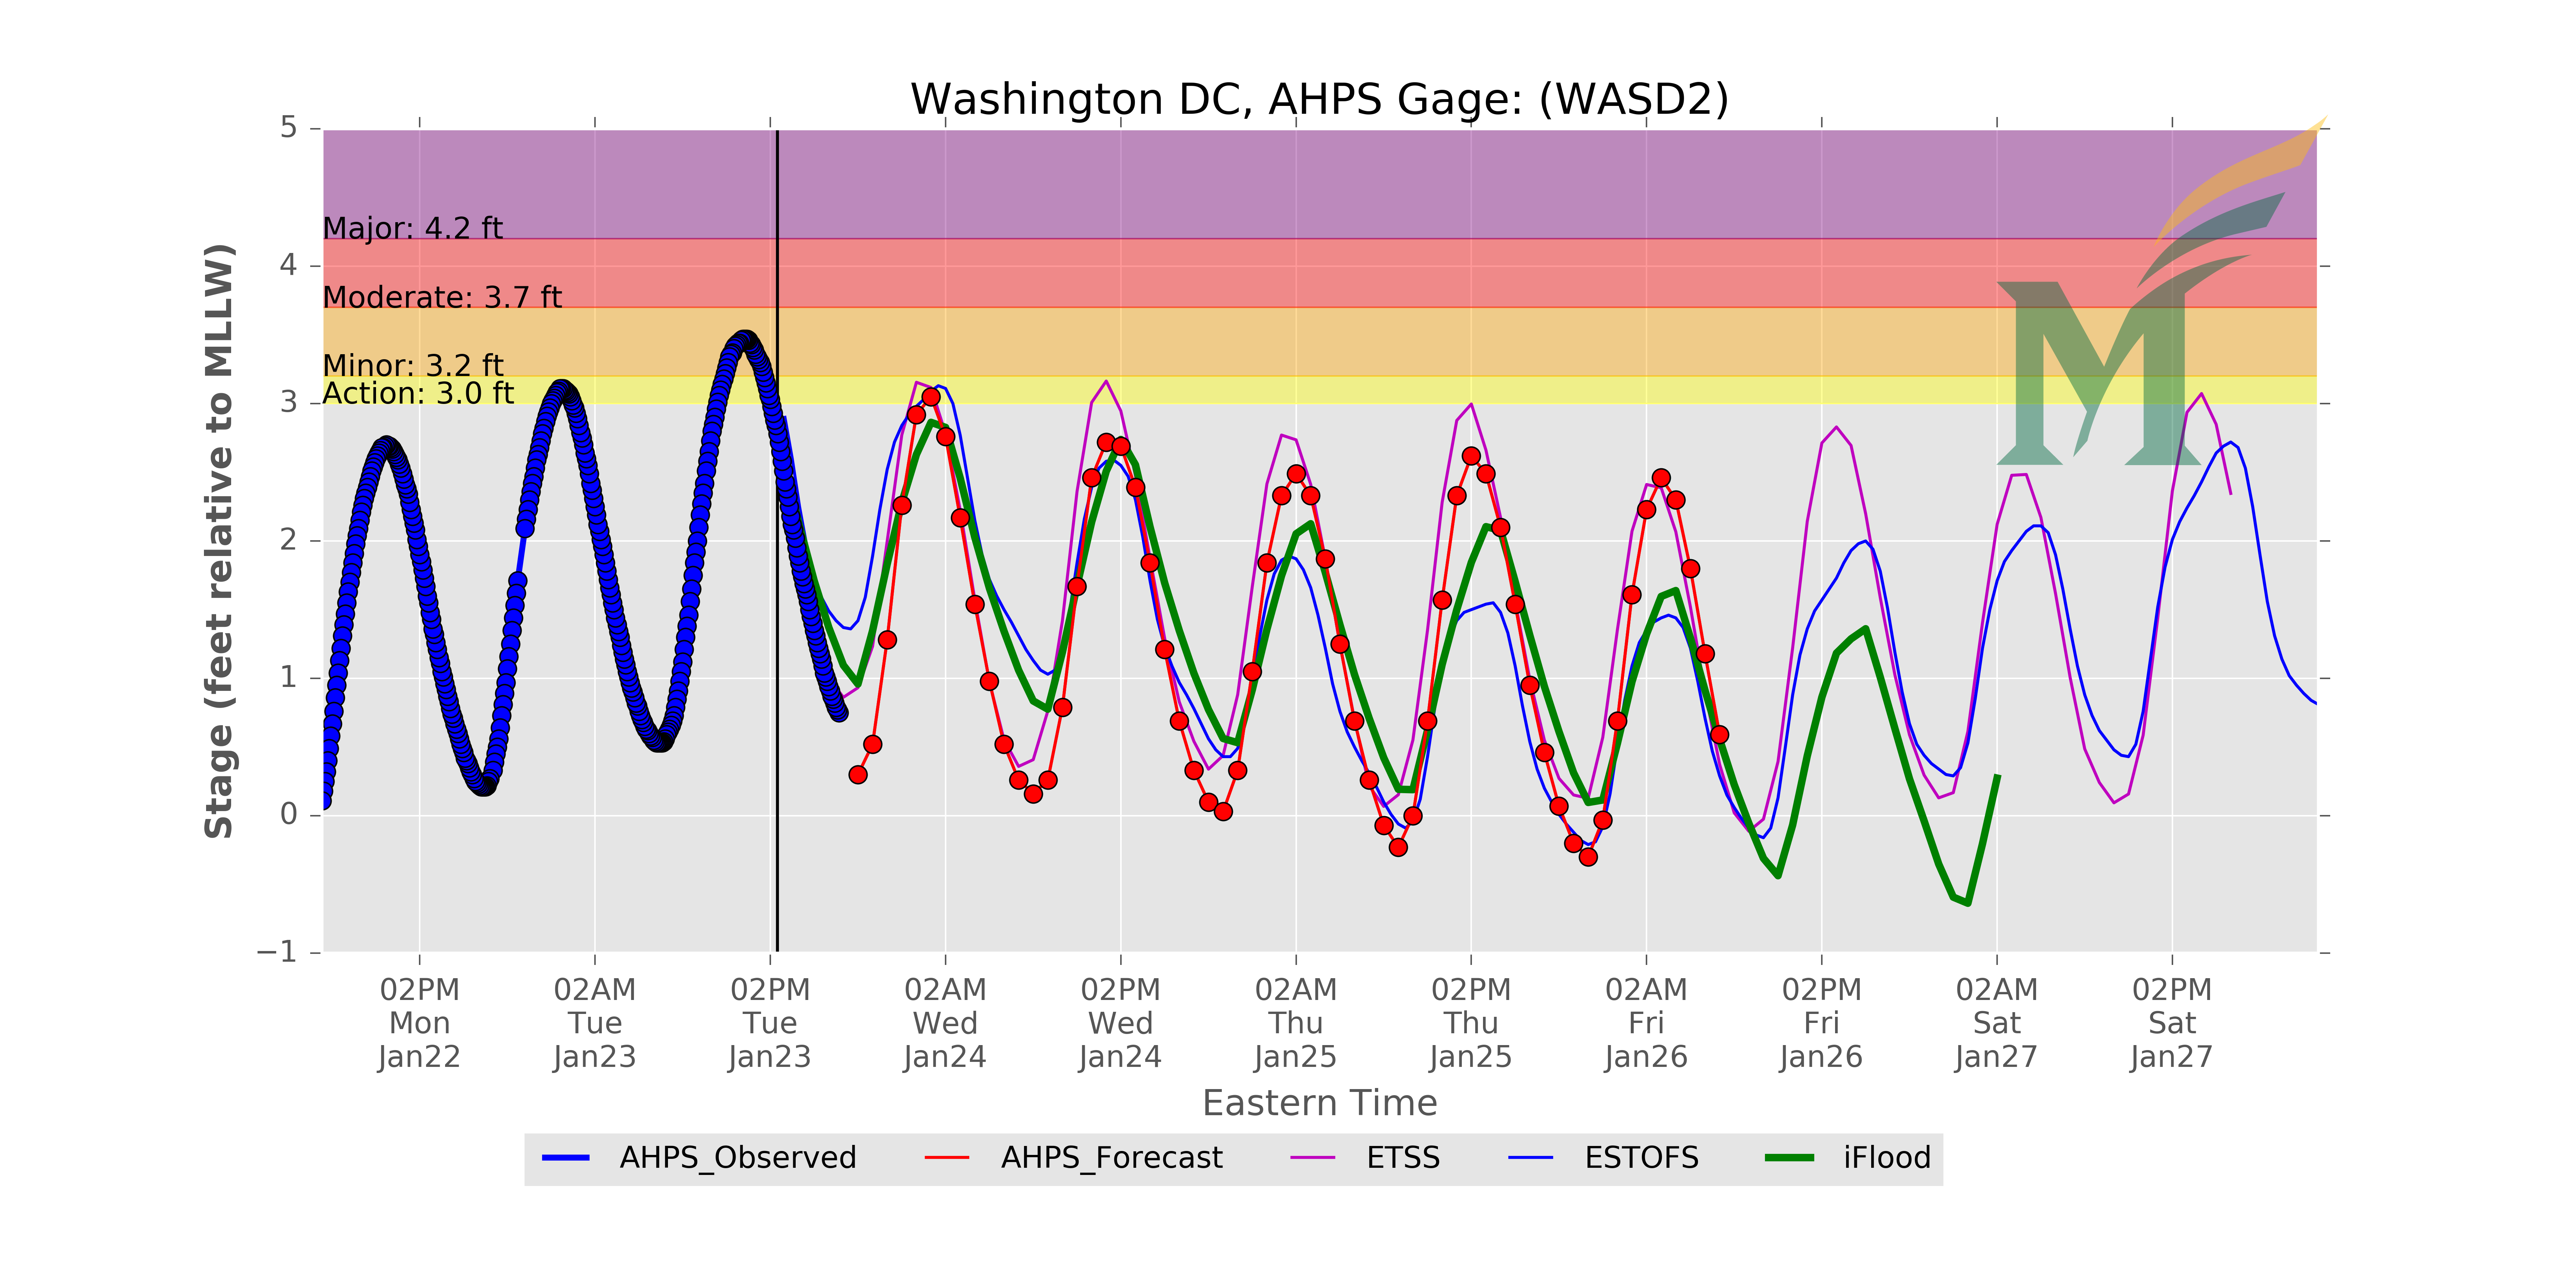 Washington DC, AHPS Gage: (WASD2)
Stage (feet relative to MLLW)
5
4
3
2
1
0
−1
Major: 4.2 ft
Moderate: 3.7 ft
Minor: 3.2 ft
Action: 3.0 ft
M
02PM Mon Jan22
02AM Tue Jan23
02PM Tue Jan23
02AM Wed Jan24
02PM Wed Jan24
02AM Thu Jan25
02PM Thu Jan25
02AM Fri Jan26
02PM Fri Jan26
02AM Sat Jan27
02PM Sat Jan27
Eastern Time
AHPS_Observed
AHPS_Forecast
ETSS
ESTOFS
iFlood